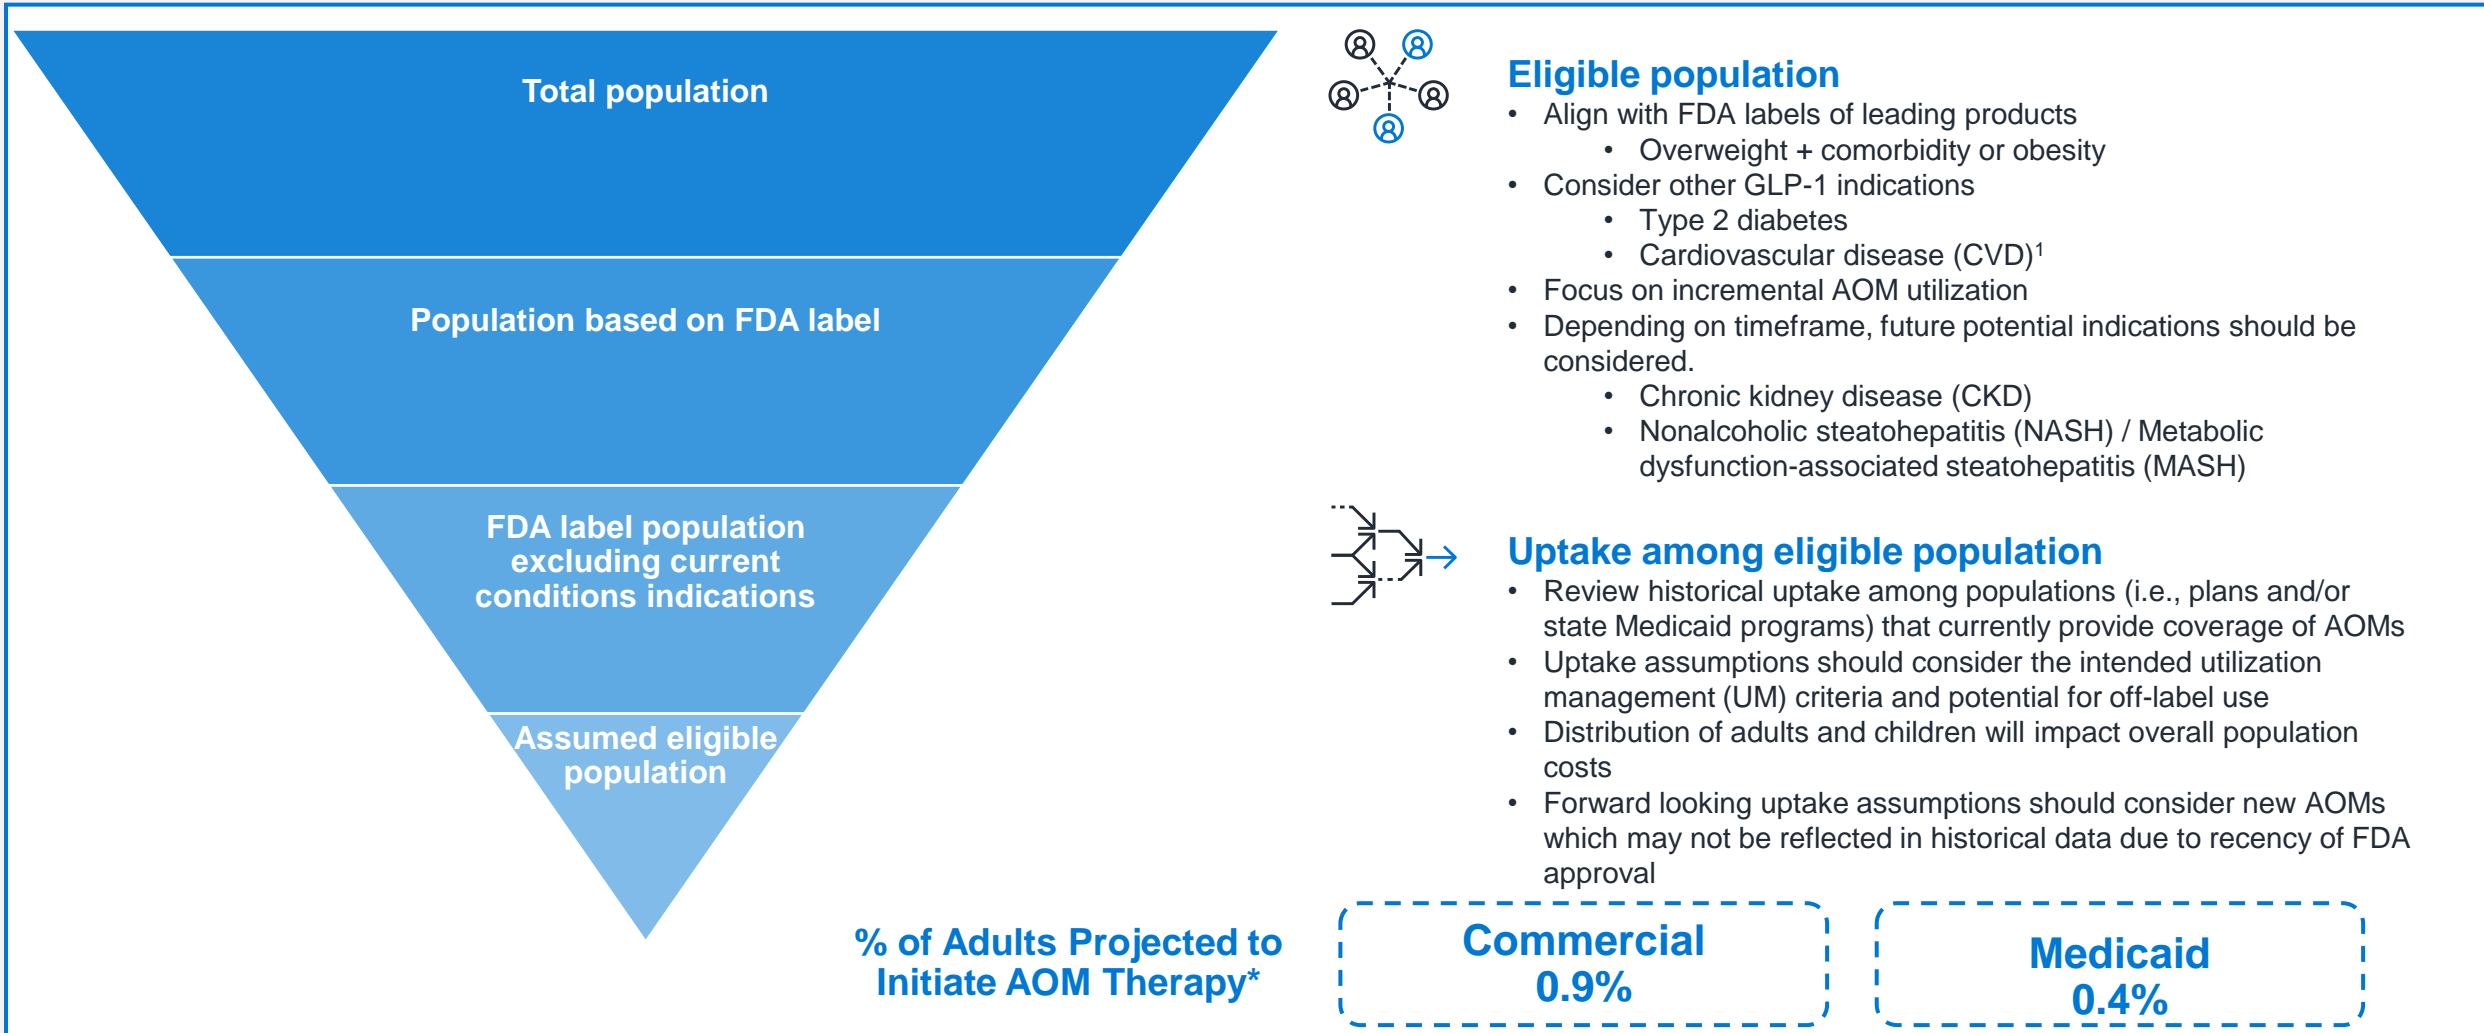 Total population
Population based on FDA label
FDA label population
excluding current
conditions indications
Assumed eligible
population
Eligible population
• Align with FDA labels of leading products
• Overweight + comorbidity or obesity
• Consider other GLP-1 indications
• Type 2 diabetes
• Cardiovascular disease (CVD)¹
• Focus on incremental AOM utilization
• Depending on timeframe, future potential indications should be
considered.
• Chronic kidney disease (CKD)
• Nonalcoholic steatohepatitis (NASH) / Metabolic
dysfunction-associated steatohepatitis (MASH)
Uptake among eligible population
• Review historical uptake among populations (i.e., plans and/or
state Medicaid programs) that currently provide coverage of AOMs
• Uptake assumptions should consider the intended utilization
management (UM) criteria and potential for off-label use
• Distribution of adults and children will impact overall population
costs
• Forward looking uptake assumptions should consider new AOMs
which may not be reflected in historical data due to recency of FDA
approval
% of Adults Projected to
Initiate AOM Therapy*
Commercial
0.9%
Medicaid
0.4%